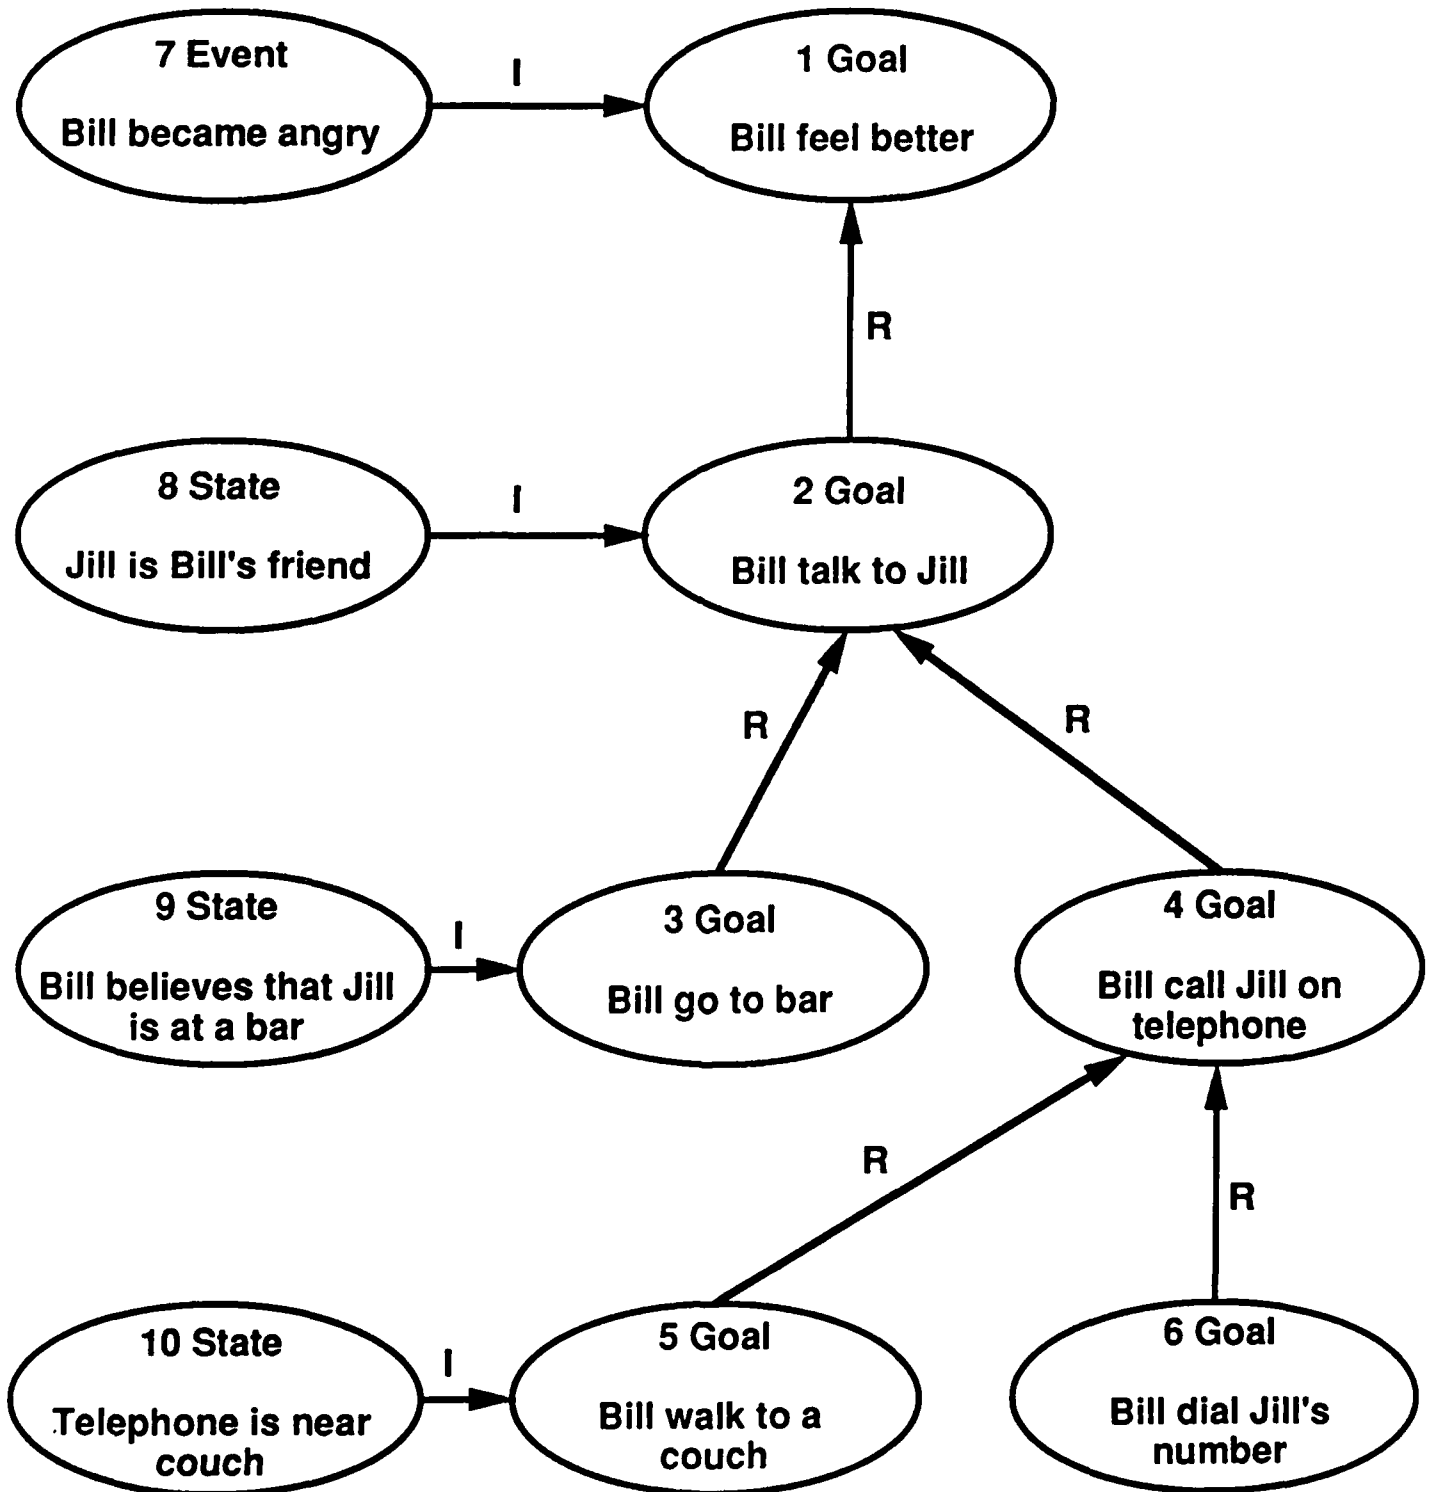 7 Event
Bill became angry
I
1 Goal
Bill feel better
R
8 State
Jill is Bill's friend
I
2 Goal
Bill talk to Jill
R
R
9 State
Bill believes that Jill
is at a bar
I
3 Goal
Bill go to bar
4 Goal
Bill call Jill on
telephone
R
R
10 State
Telephone is near
couch
I
5 Goal
Bill walk to a
couch
6 Goal
Bill dial Jill's
number